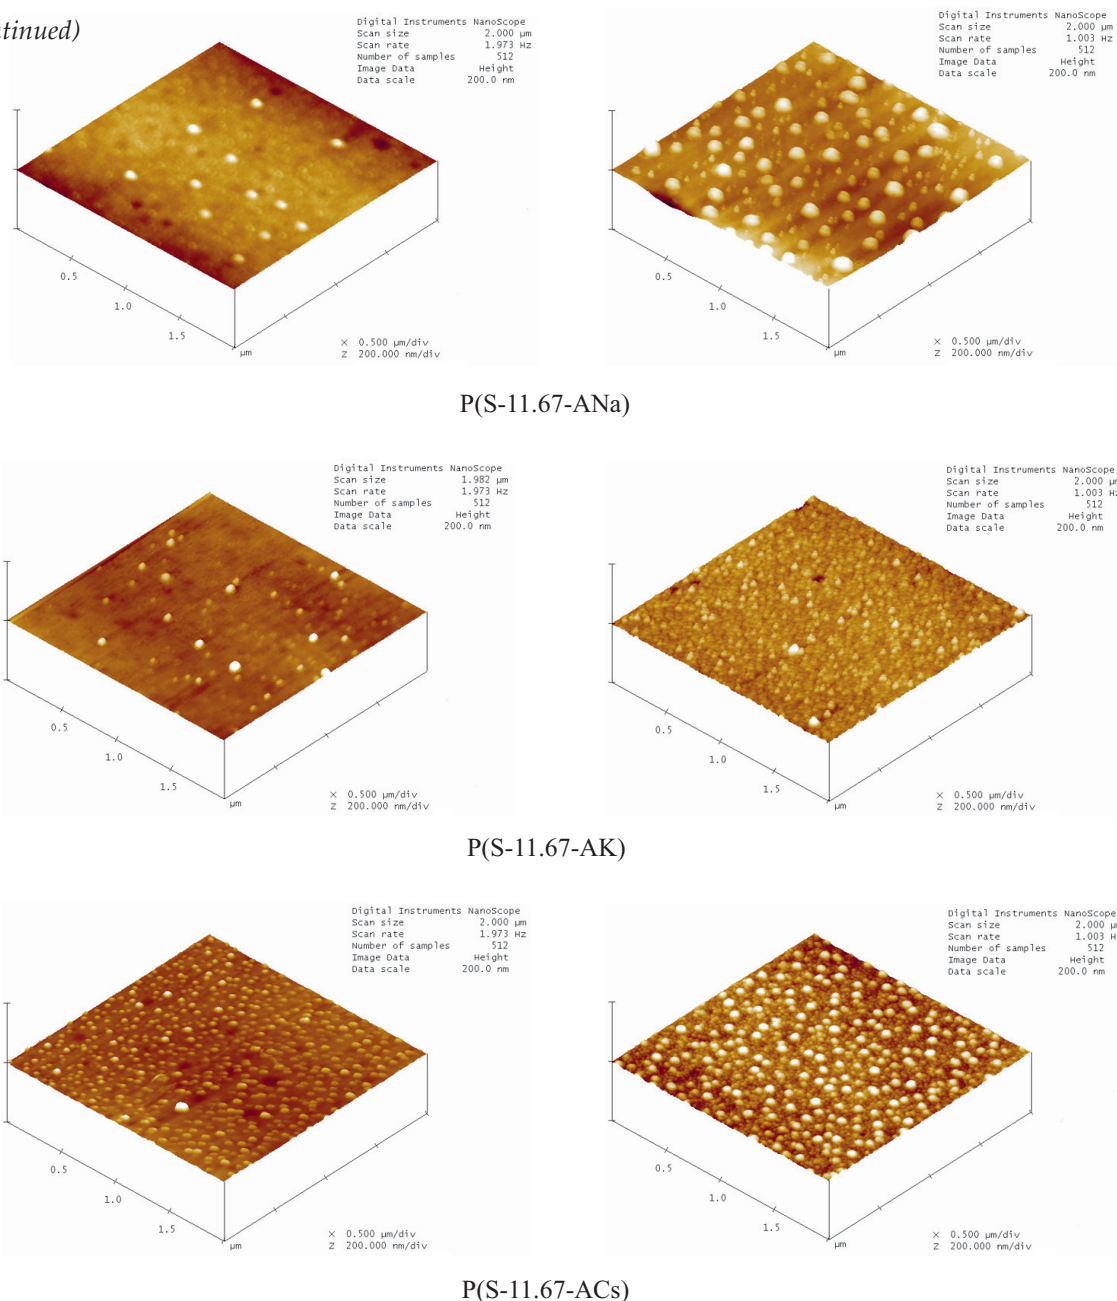 tinued)
Digital Instruments NanoScope
Scan size 2.000 μm
Scan rate 1.973 Hz
Number of samples 512
Image Data Height
Data scale 200.0 nm
0.5
1.0
1.5
μm
X 0.500 μm/div
Z 200.000 nm/div
Digital Instruments NanoScope
Scan size 2.000 μm
Scan rate 1.003 Hz
Number of samples 512
Image Data Height
Data scale 200.0 nm
0.5
1.0
1.5
μm
X 0.500 μm/div
Z 200.000 nm/div
P(S-11.67-ANa)
Digital Instruments NanoScope
Scan size 1.982 μm
Scan rate 1.973 Hz
Number of samples 512
Image Data Height
Data scale 200.0 nm
0.5
1.0
1.5
μm
X 0.500 μm/div
Z 200.000 nm/div
Digital Instruments NanoScope
Scan size 2.000 μm
Scan rate 1.003 Hz
Number of samples 512
Image Data Height
Data scale 200.0 nm
0.5
1.0
1.5
μm
X 0.500 μm/div
Z 200.000 nm/div
P(S-11.67-AK)
Digital Instruments NanoScope
Scan size 2.000 μm
Scan rate 1.973 Hz
Number of samples 512
Image Data Height
Data scale 200.0 nm
0.5
1.0
1.5
μm
X 0.500 μm/div
Z 200.000 nm/div
Digital Instruments NanoScope
Scan size 2.000 μ
Scan rate 1.003 H
Number of samples 512
Image Data Height
Data scale 200.0 nm
0.5
1.0
1.5
μm
X 0.500 μm/div
Z 200.000 nm/div
P(S-11.67-ACs)